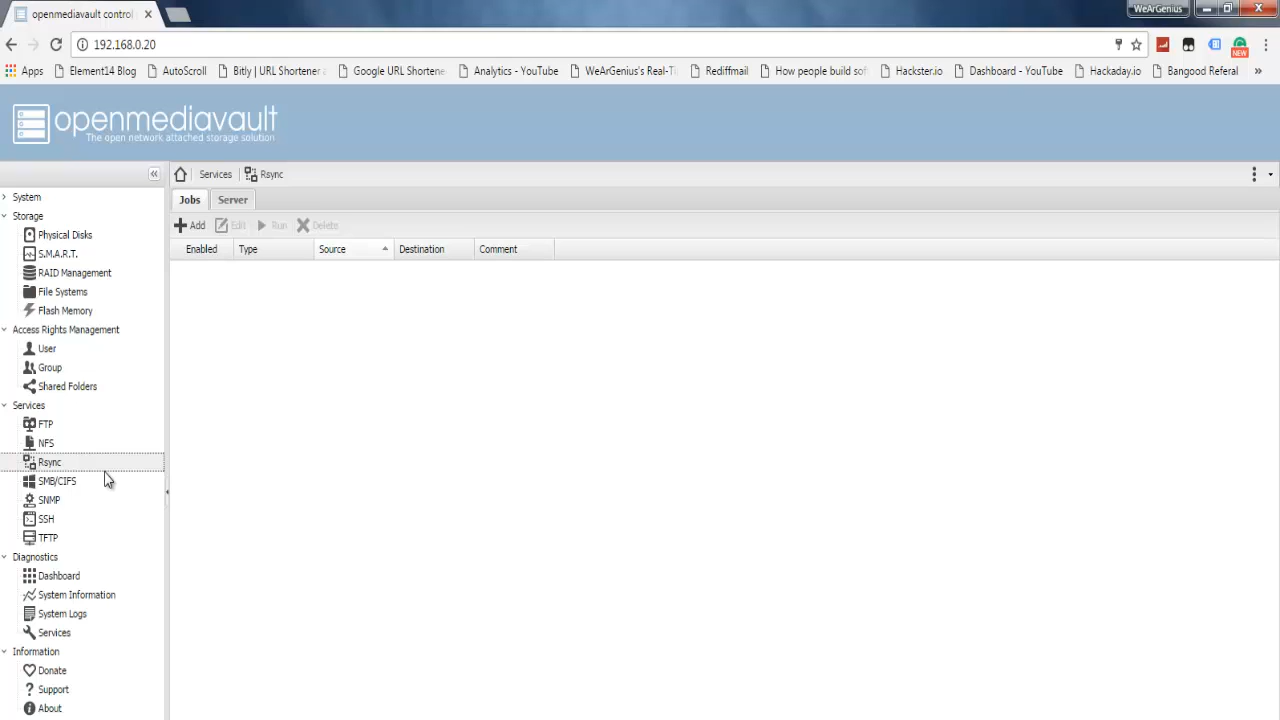 openmediavault control
WeArGenius
192.168.0.20
NEW
Apps
Element14 Blog
AutoScroll
Bitly | URL Shortener
Google URL Shortene
Analytics - YouTube
WeArGenius's Real-Ti
Rediffmail
How people build sof
Hackster.io
Dashboard - YouTube
Hackaday.io
Bangood Referal
»
openmediavault
The open network attached storage solution
Services
Rsync
System
Jobs
Server
Storage
Add
Edit
Run
Delete
Physical Disks
Enabled
Type
Source
Destination
Comment
S.M.A.R.T.
RAID Management
File Systems
Flash Memory
Access Rights Management
User
Group
Shared Folders
Services
FTP
NFS
Rsync
SMB/CIFS
SNMP
SSH
TFTP
Diagnostics
Dashboard
System Information
System Logs
Services
Information
Donate
Support
About